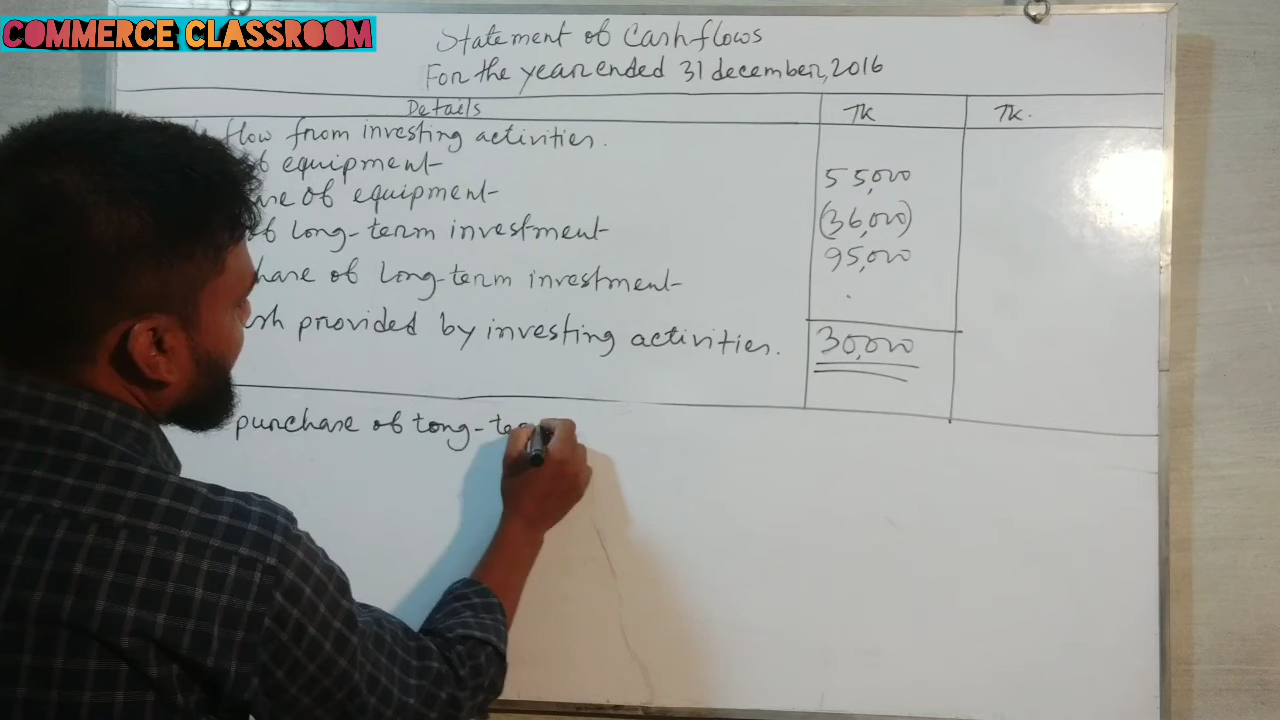 COMMERCE CLASSROOM
Statement of Cashflows
For the year ended 31 december, 2016
Details Tk Tk.
flow from investing activities.
equipment 55,000
of equipment (36,000)
long-term investment 95,000
of long-term investment .
provided by investing activities. 30,000
purchase of long-te